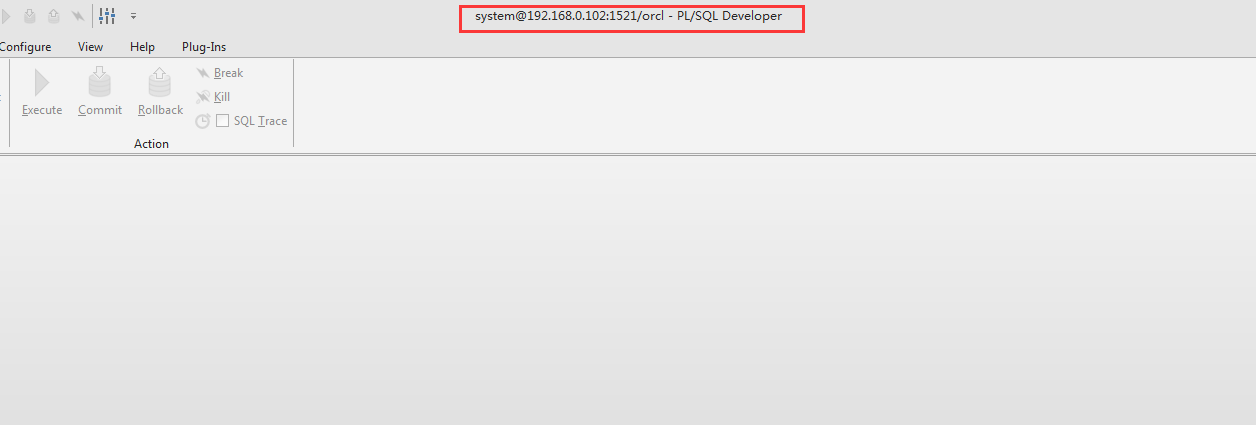 system@192.168.0.102:1521/orcl - PL/SQL Developer
Configure View Help Plug-Ins
Break
Kill
Execute Commit Rollback
SQL Trace
Action